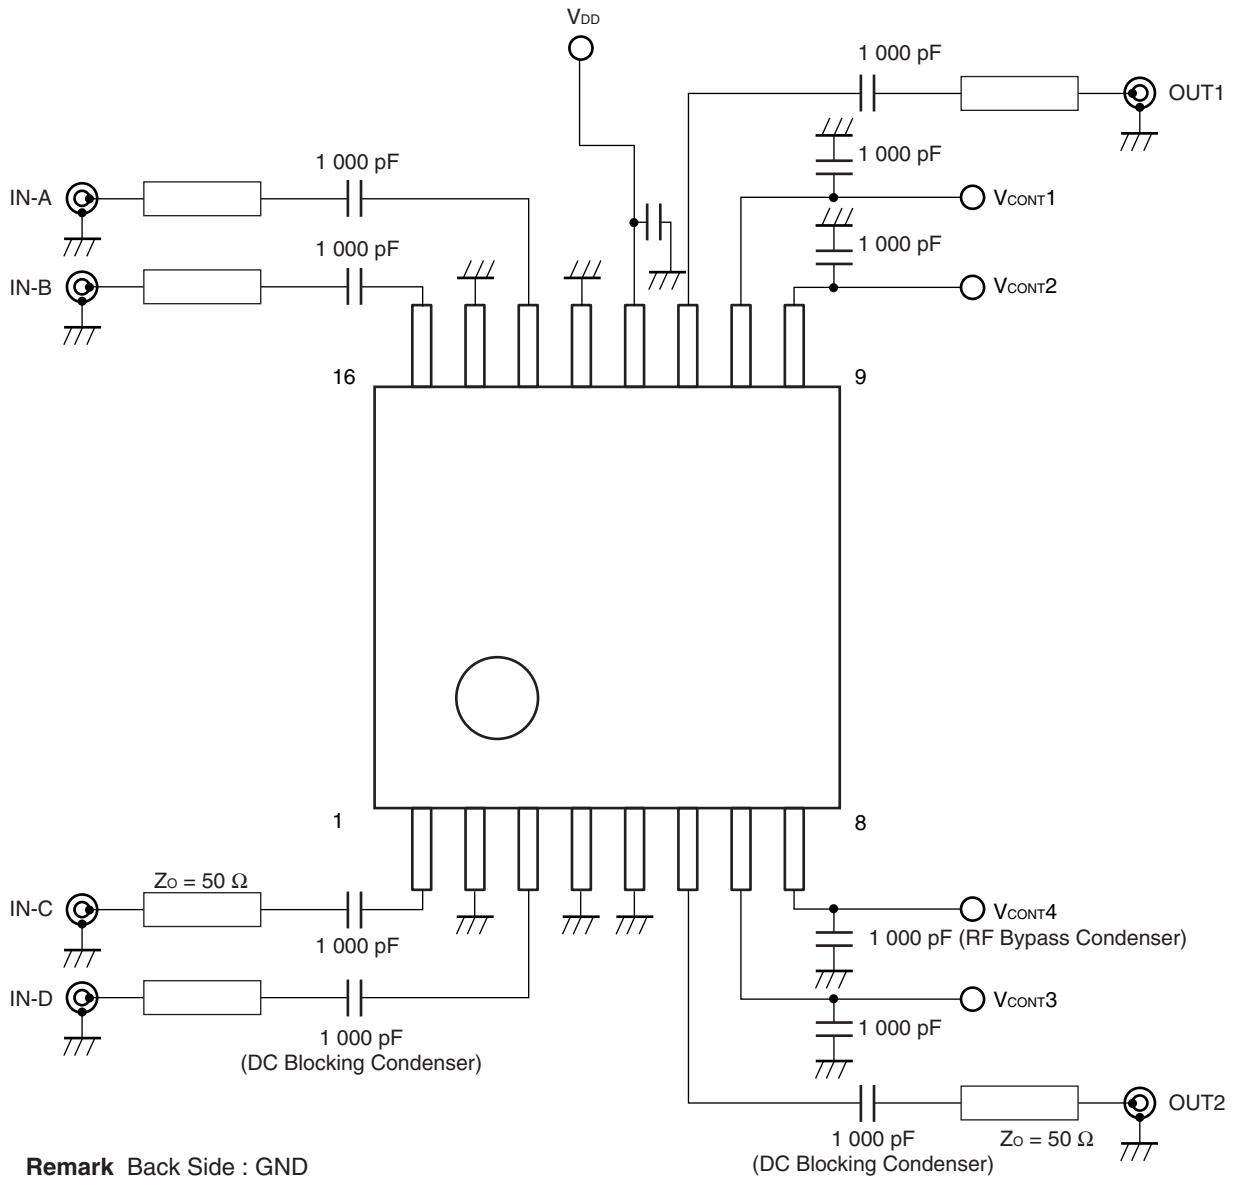 VDD
1 000 pF
OUT1
1 000 pF
1 000 pF
IN-A
VCONT1
1 000 pF
1 000 pF
IN-B
VCONT2
16
9
1
8
ZO = 50 Ω
IN-C
VCONT4
1 000 pF
1 000 pF (RF Bypass Condenser)
IN-D
VCONT3
1 000 pF
1 000 pF
(DC Blocking Condenser)
OUT2
1 000 pF
ZO = 50 Ω
(DC Blocking Condenser)
Remark Back Side : GND